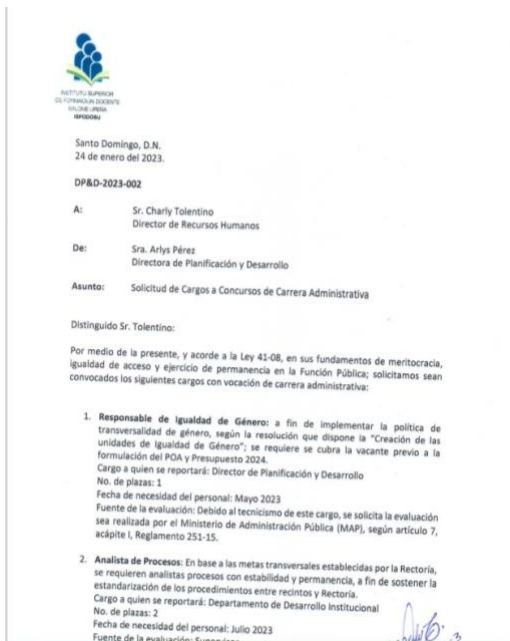 INSTITUTO SUPERIOR
DE FORMACIÓN DOCENTE
SALOMÉ UREÑA
ISFODOSU
Santo Domingo, D.N.
24 de enero del 2023.
DP&D-2023-002
A: Sr. Charly Tolentino
Director de Recursos Humanos
De: Sra. Arlys Pérez
Directora de Planificación y Desarrollo
Asunto: Solicitud de Cargos a Concursos de Carrera Administrativa
Distinguido Sr. Tolentino:
Por medio de la presente, y acorde a la Ley 41-08, en sus fundamentos de meritocracia,
igualdad de acceso y ejercicio de permanencia en la Función Pública; solicitamos sean
convocados los siguientes cargos con vocación de carrera administrativa:
1. Responsable de Igualdad de Género: a fin de implementar la política de
transversalidad de género, según la resolución que dispone la "Creación de las
unidades de Igualdad de Género"; se requiere se cubra la vacante previo a la
formulación del POA y Presupuesto 2024.
Cargo a quien se reportará: Director de Planificación y Desarrollo
No. de plazas: 1
Fecha de necesidad del personal: Mayo 2023
Fuente de la evaluación: Debido al tecnicismo de este cargo, se solicita la evaluación
sea realizada por el Ministerio de Administración Pública (MAP), según artículo 7,
acápite I, Reglamento 251-15.
2. Analista de Procesos: En base a las metas transversales establecidas por la Rectoría,
se requieren analistas procesos con estabilidad y permanencia, a fin de sostener la
estandarización de los procedimientos entre recintos y Rectoría.
Cargo a quien se reportará: Departamento de Desarrollo Institucional
No. de plazas: 2
Fecha de necesidad del personal: Julio 2023
Fuente de la evaluación: